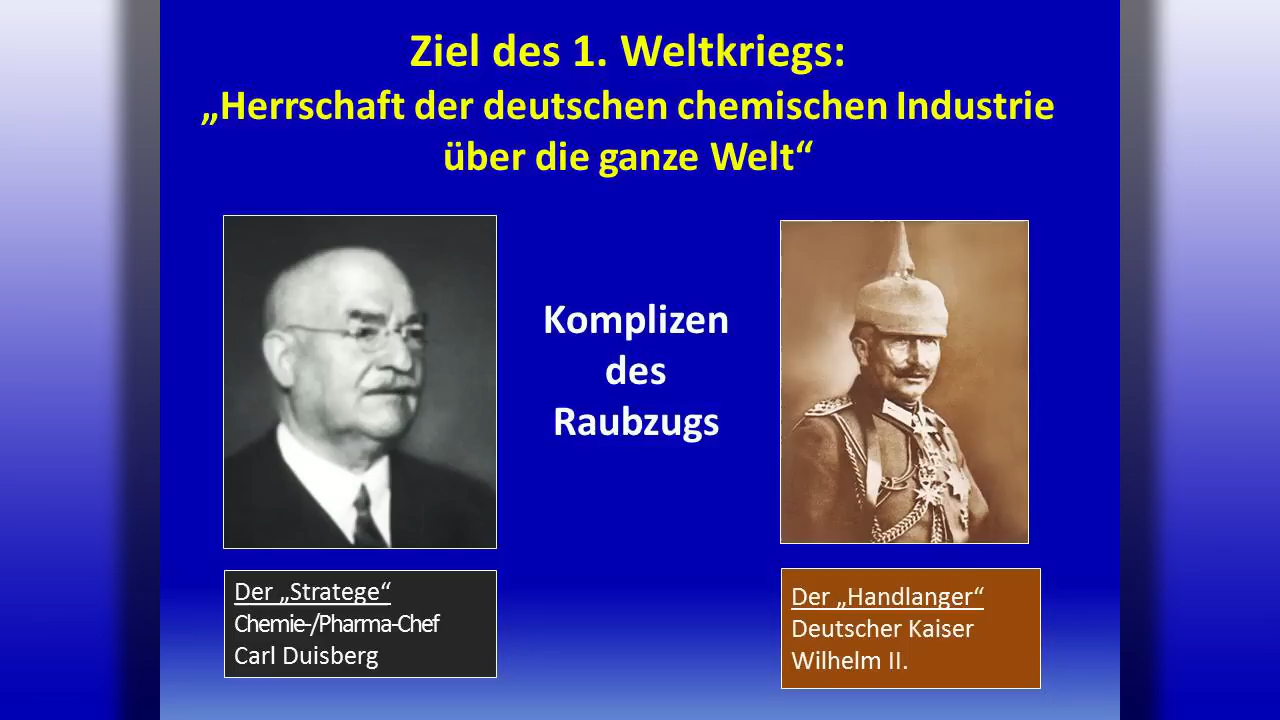 Ziel des 1. Weltkriegs:
„Herrschaft der deutschen chemischen Industrie
über die ganze Welt“
Komplizen
des
Raubzugs
Der „Stratege“
Chemie-/Pharma-Chef
Carl Duisberg
Der „Handlanger“
Deutscher Kaiser
Wilhelm II.